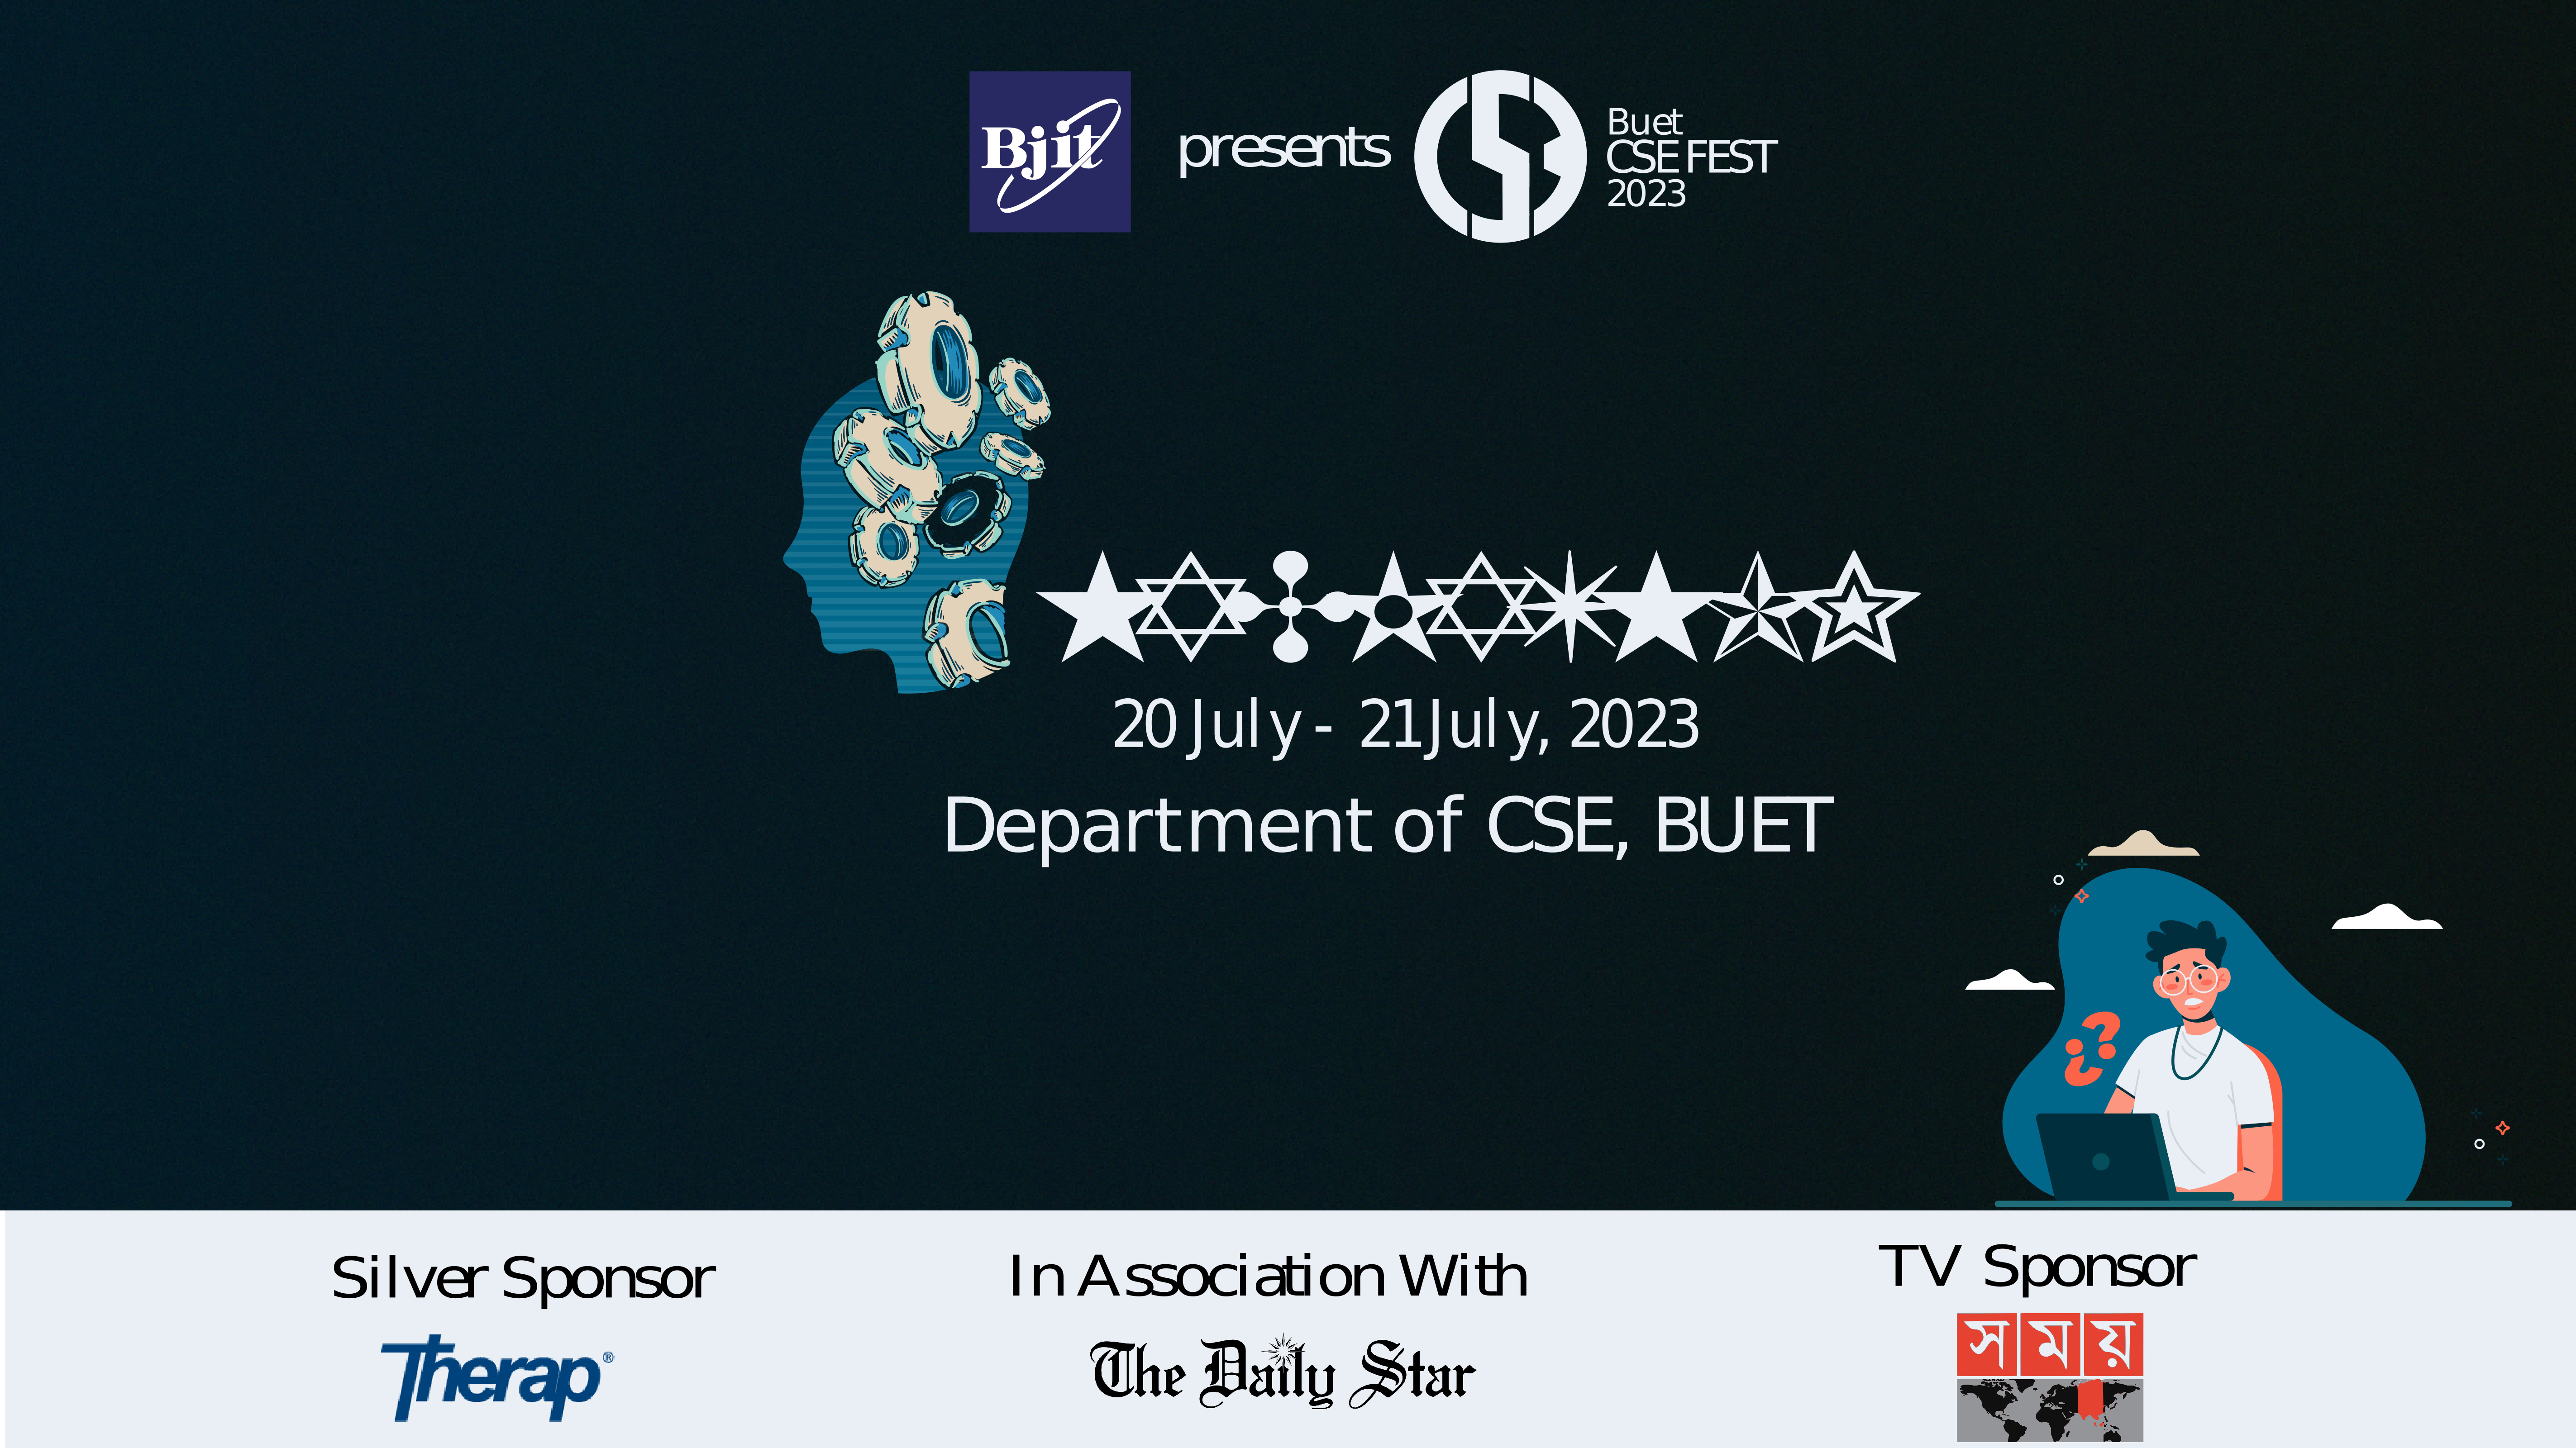 Bjit
presents
Buet
CSE FEST
2023
20 July - 21 July, 2023
Department of CSE, BUET
Silver Sponsor
In Association With
TV Sponsor
Therap®
The Daily Star
সময়